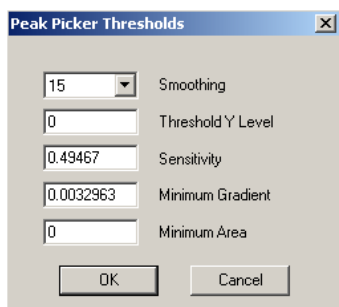 Peak Picker Thresholds
15 Smoothing
0 Threshold Y Level
0.49467 Sensitivity
0.0032963 Minimum Gradient
0 Minimum Area
OK Cancel